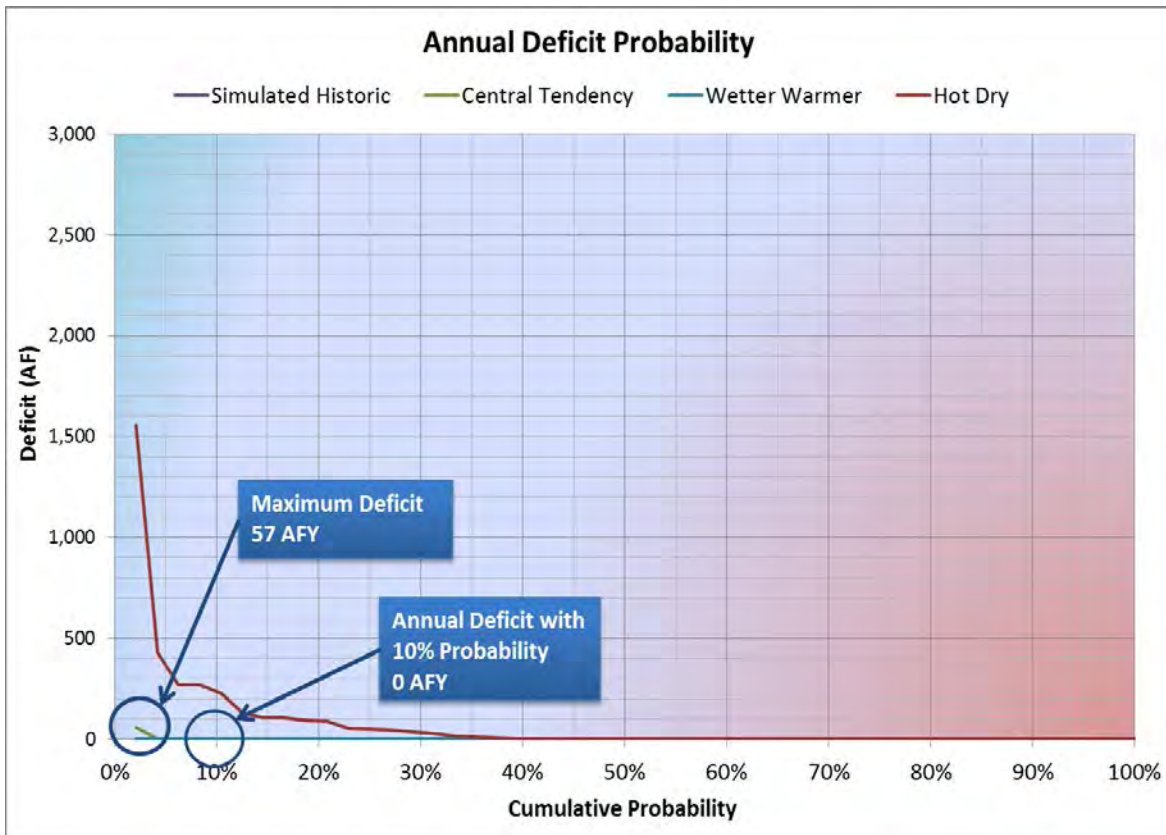 Annual Deficit Probability
Simulated Historic Central Tendency Wetter Warmer Hot Dry
3,000
2,500
2,000
1,500
1,000
500
0
Deficit (AF)
Maximum Deficit
57 AFY
Annual Deficit with
10% Probability
0 AFY
0% 10% 20% 30% 40% 50% 60% 70% 80% 90% 100%
Cumulative Probability